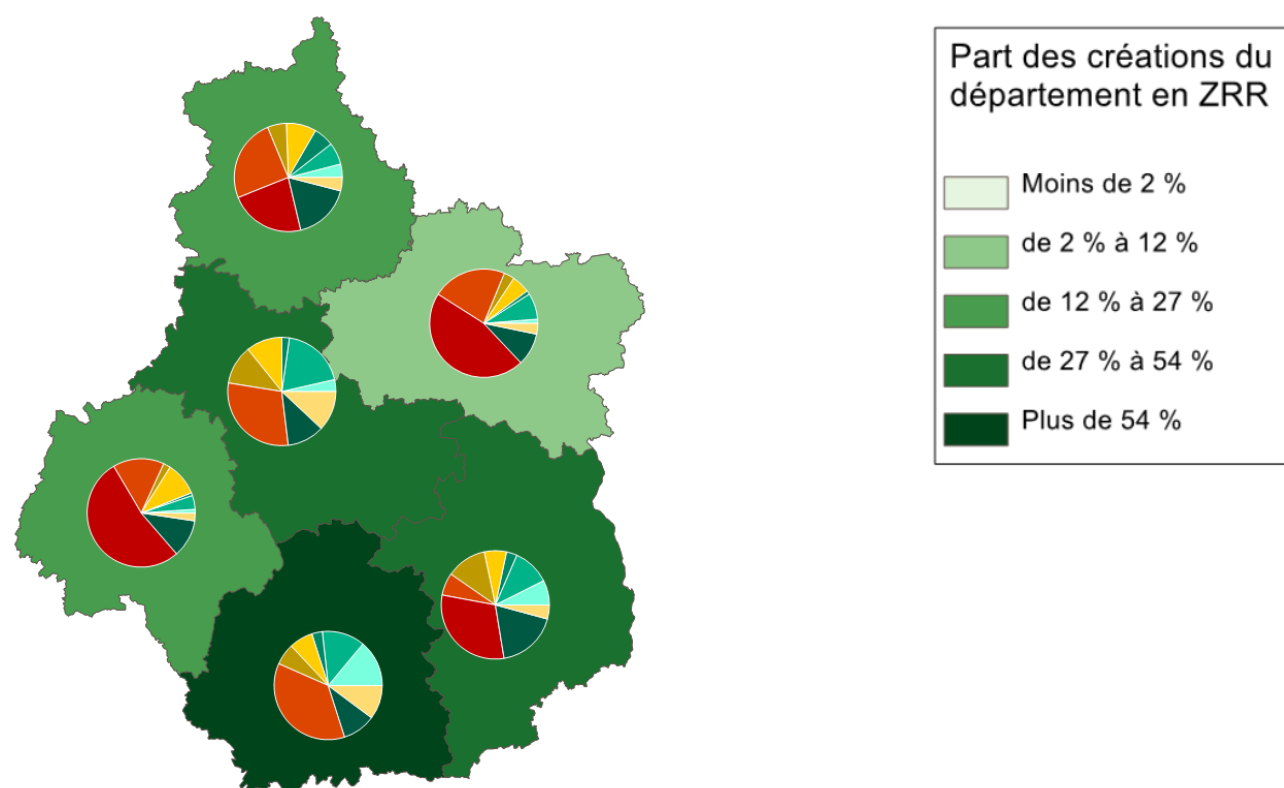 Part des créations du
département en ZRR
Moins de 2 %
de 2 % à 12 %
de 12 % à 27 %
de 27 % à 54 %
Plus de 54 %